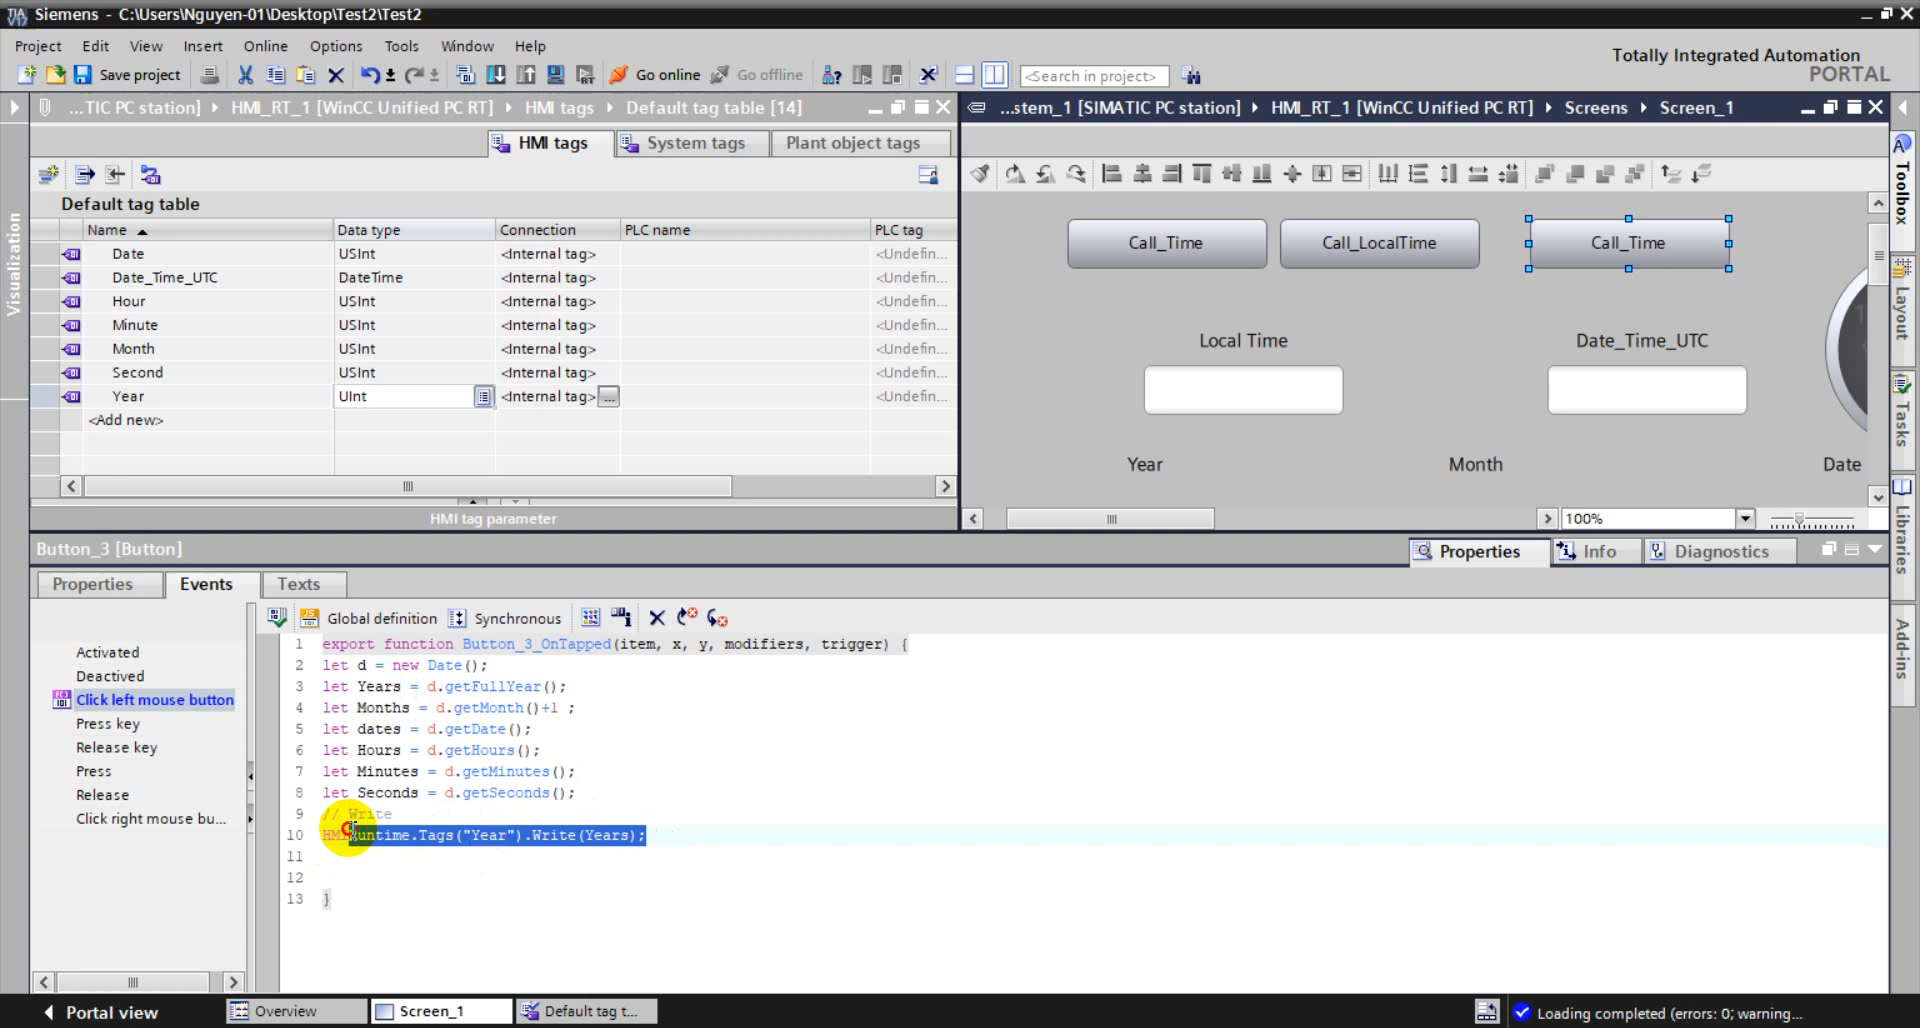 Siemens - C:\Users\Nguyen-01\Desktop\Test2\Test2
Project Edit View Insert Online Options Tools Window Help
Totally Integrated Automation
PORTAL
Save project Go online Go offline <Search in project>
...TIC PC station] HMI_RT_1 [WinCC Unified PC RT] HMI tags Default tag table [14]
HMI tags System tags Plant object tags
Default tag table
Name Data type Connection PLC name PLC tag
Date USInt <Internal tag> <Undefin...
Date_Time_UTC DateTime <Internal tag> <Undefin...
Hour USInt <Internal tag> <Undefin...
Minute USInt <Internal tag> <Undefin...
Month USInt <Internal tag> <Undefin...
Second USInt <Internal tag> <Undefin...
Year UInt <Internal tag> ... <Undefin...
<Add new>
HMI tag parameter
Visualization
...stem_1 [SIMATIC PC station] HMI_RT_1 [WinCC Unified PC RT] Screens Screen_1
Call_Time Call_LocalTime Call_Time
Local Time Date_Time_UTC
Year Month Date
100%
Toolbox
Layout
Tasks
Libraries
Add-ins
Button_3 [Button]
Properties Info Diagnostics
Properties Events Texts
Activated
Deactived
Click left mouse button
Press key
Release key
Press
Release
Click right mouse bu...
Global definition Synchronous
1 export function Button_3_OnTapped(item, x, y, modifiers, trigger) {
2 let d = new Date();
3 let Years = d.getFullYear();
4 let Months = d.getMonth()+1 ;
5 let dates = d.getDate();
6 let Hours = d.getHours();
7 let Minutes = d.getMinutes();
8 let Seconds = d.getSeconds();
9 // Write
10 HMIRuntime.Tags("Year").Write(Years);
11
12
13 }
Portal view Overview Screen_1 Default tag t...
Loading completed (errors: 0; warning...